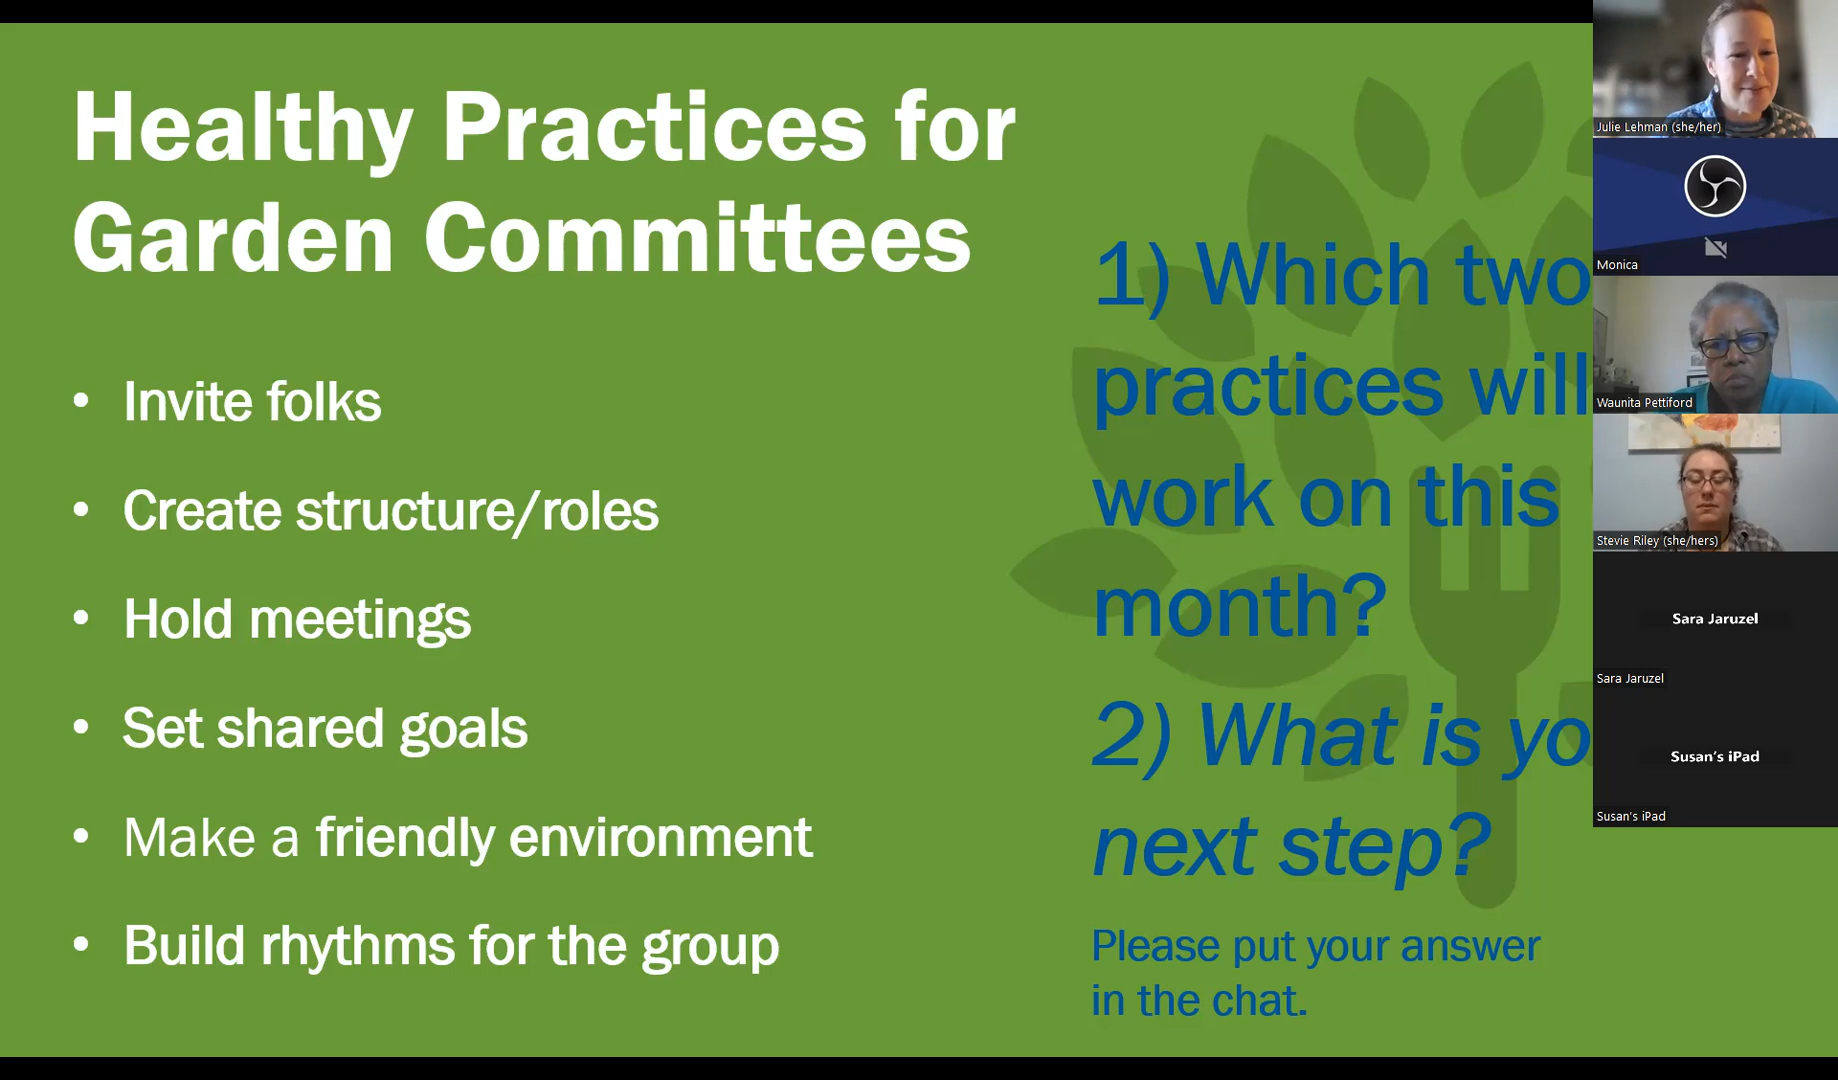 Healthy Practices for
Garden Committees
• Invite folks
• Create structure/roles
• Hold meetings
• Set shared goals
• Make a friendly environment
• Build rhythms for the group
1) Which two
practices will
work on this
month?
2) What is yo
next step?
Please put your answer
in the chat.
Julie Lehman (she/her)
Monica
Waunita Pettiford
Stevie Riley (she/hers)
Sara Jaruzel
Sara Jaruzel
Susan's iPad
Susan's iPad